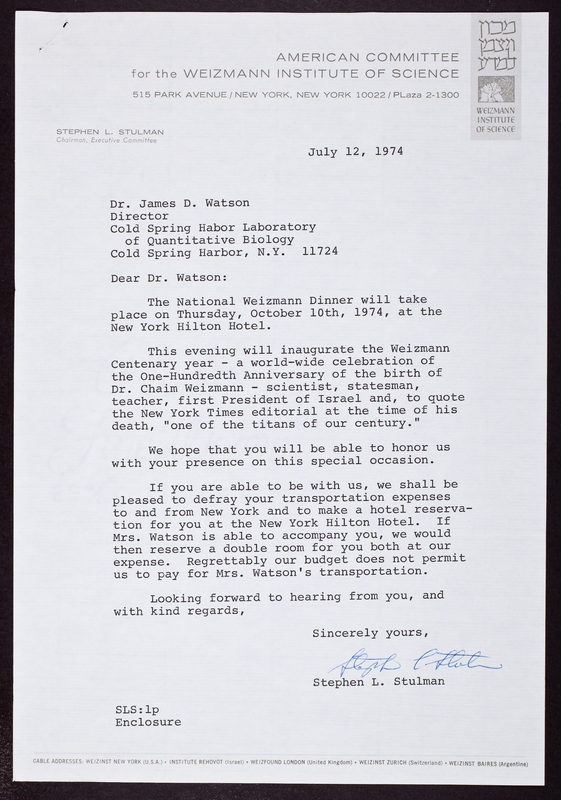 AMERICAN COMMITTEE
for the WEIZMANN INSTITUTE OF SCIENCE
515 PARK AVENUE / NEW YORK, NEW YORK 10022 / PLaza 2-1300
מכון
ויצמן
למדע
WEIZMANN
INSTITUTE
OF SCIENCE
STEPHEN L. STULMAN
Chairman, Executive Committee
July 12, 1974
Dr. James D. Watson
Director
Cold Spring Habor Laboratory
of Quantitative Biology
Cold Spring Harbor, N.Y. 11724
Dear Dr. Watson:
The National Weizmann Dinner will take
place on Thursday, October 10th, 1974, at the
New York Hilton Hotel.
This evening will inaugurate the Weizmann
Centenary year - a world-wide celebration of
the One-Hundredth Anniversary of the birth of
Dr. Chaim Weizmann - scientist, statesman,
teacher, first President of Israel and, to quote
the New York Times editorial at the time of his
death, "one of the titans of our century."
We hope that you will be able to honor us
with your presence on this special occasion.
If you are able to be with us, we shall be
pleased to defray your transportation expenses
to and from New York and to make a hotel reserva-
tion for you at the New York Hilton Hotel. If
Mrs. Watson is able to accompany you, we would
then reserve a double room for you both at our
expense. Regrettably our budget does not permit
us to pay for Mrs. Watson's transportation.
Looking forward to hearing from you, and
with kind regards,
Sincerely yours,
Stephen L. Stulman
SLS:lp
Enclosure
CABLE ADDRESSES: WEIZINST NEW YORK (U.S.A.) • INSTITUTE REHOVOT (Israel) • WEIZFOUND LONDON (United Kingdom) • WEIZINST ZURICH (Switzerland) • WEIZINST BAIRES (Argentine)